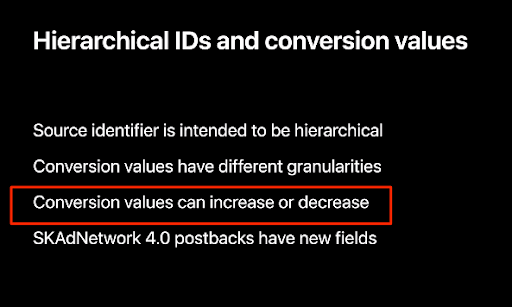 Hierarchical IDs and conversion values
Source identifier is intended to be hierarchical
Conversion values have different granularities
Conversion values can increase or decrease
SKAdNetwork 4.0 postbacks have new fields